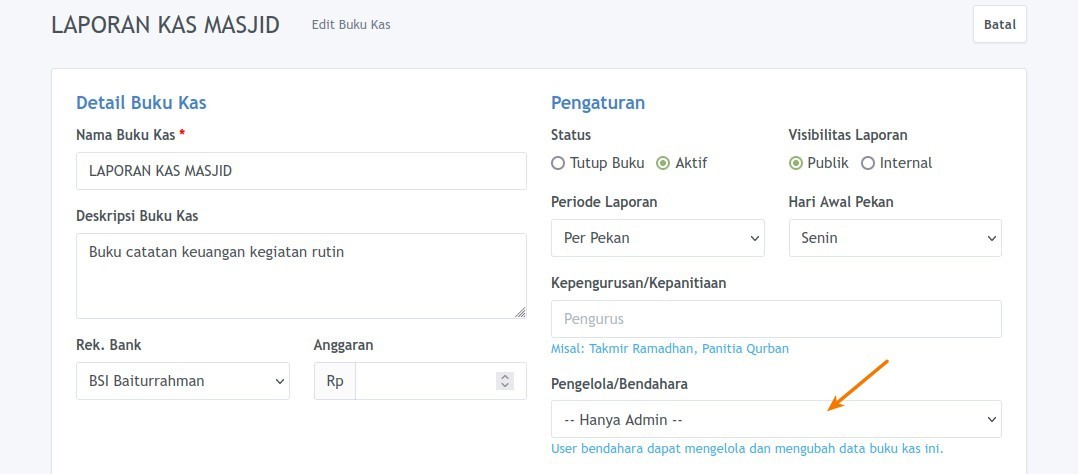 LAPORAN KAS MASJID
Edit Buku Kas
Batal
Detail Buku Kas
Nama Buku Kas *
LAPORAN KAS MASJID
Deskripsi Buku Kas
Buku catatan keuangan kegiatan rutin
Rek. Bank
Anggaran
BSI Baiturrahman
Rp
Pengaturan
Status
Visibilitas Laporan
Tutup Buku
Aktif
Publik
Internal
Periode Laporan
Hari Awal Pekan
Per Pekan
Senin
Kepengurusan/Kepanitiaan
Pengurus
Misal: Takmir Ramadhan, Panitia Qurban
Pengelola/Bendahara
-- Hanya Admin --
User bendahara dapat mengelola dan mengubah data buku kas ini.